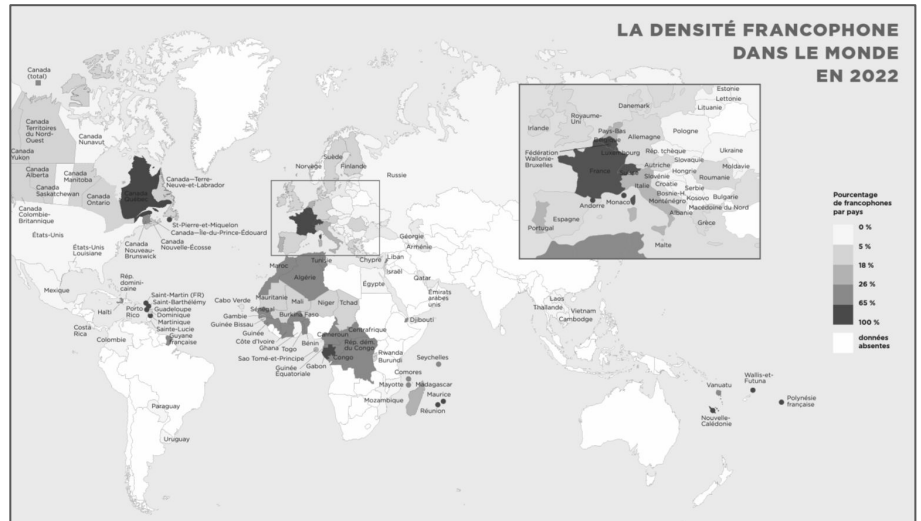 LA DENSITÉ FRANCOPHONE
DANS LE MONDE
EN 2022
Canada
(total)
Canada
Territoires
du Nord-
Ouest
Canada
Nunavut
Canada
Yukon
Canada
Alberta
Canada
Manitoba
Canada
Saskatchewan
Canada
Ontario
Canada
Québec
Canada—Terre-
Neuve-et-Labrador
Canada
Colombie-
Britannique
St-Pierre-et-Miquelon
Canada—Île-du-Prince-Édouard
Canada
Nouvelle-Écosse
Canada
Nouveau-
Brunswick
États-Unis
États-Unis
Louisiane
Mexique
Rép.
domini-
caine
Haïti
Porto
Rico
Saint-Martin (FR)
Saint-Barthélémy
Guadeloupe
Dominique
Martinique
Sainte-Lucie
Guyane
française
Costa
Rica
Colombie
Paraguay
Uruguay
Norvège
Suède
Finlande
Russie
Géorgie
Arménie
Chypre
Liban
Israël
Égypte
Qatar
Émirats
arabes
unis
Djibouti
Maroc
Algérie
Tunisie
Cabo Verde
Mauritanie
Mali
Niger
Tchad
Sénégal
Gambie
Guinée Bissau
Burkina Faso
Guinée
Côte d'Ivoire
Ghana
Togo
Bénin
Cameroun
Centrafrique
Sao Tomé-et-Principe
Guinée
Équatoriale
Gabon
Congo
Rép. dém.
du Congo
Rwanda
Burundi
Seychelles
Comores
Mayotte
Madagascar
Mozambique
Maurice
Réunion
Laos
Thaïlande
Vietnam
Cambodge
Vanuatu
Wallis-et-
Futuna
Nouvelle-
Calédonie
Polynésie
française
Estonie
Lettonie
Lituanie
Danemark
Royaume-
Uni
Irlande
Pays-Bas
Belgique
Allemagne
Pologne
Fédération
Wallonie-
Bruxelles
Luxembourg
Rép. tchèque
Ukraine
Slovaquie
France
Suisse
Autriche
Hongrie
Moldavie
Slovénie
Roumanie
Italie
Croatie
Bosnie-H.
Serbie
Monaco
Monténégro
Kosovo
Bulgarie
Andorre
Macédoine du Nord
Albanie
Espagne
Portugal
Grèce
Malte
Pourcentage
de francophones
par pays
0 %
5 %
18 %
26 %
65 %
100 %
données
absentes